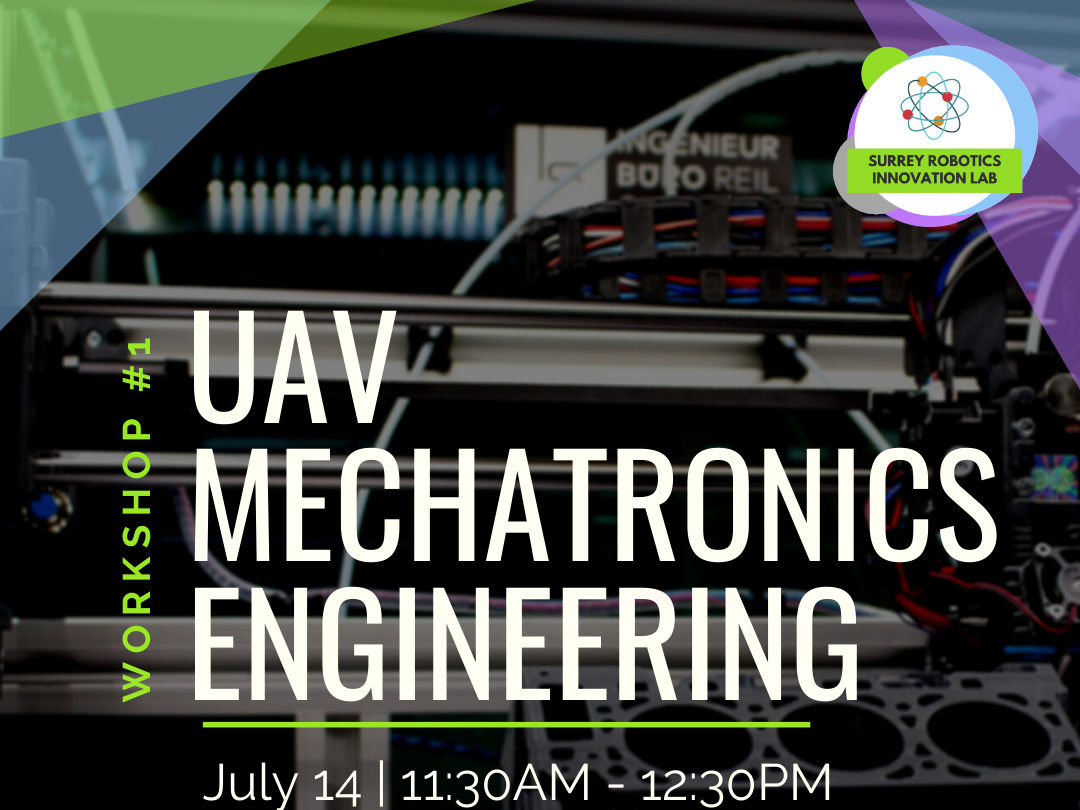 INGENIEUR
BÜRO REIL
SURREY ROBOTICS
INNOVATION LAB
WORKSHOP #1
UAV
MECHATRONICS
ENGINEERING
July 14 | 11:30AM - 12:30PM